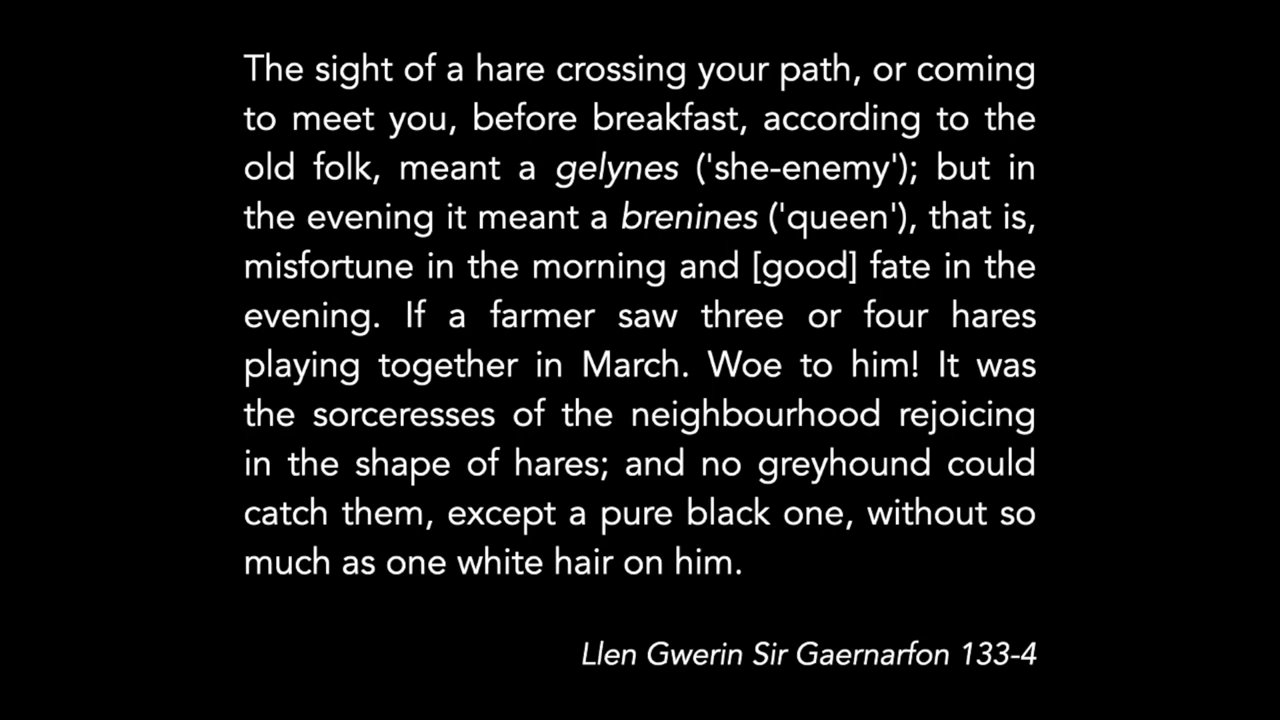 The sight of a hare crossing your path, or coming
to meet you, before breakfast, according to the
old folk, meant a gelynes ('she-enemy'); but in
the evening it meant a brenines ('queen'), that is,
misfortune in the morning and [good] fate in the
evening. If a farmer saw three or four hares
playing together in March. Woe to him! It was
the sorceresses of the neighbourhood rejoicing
in the shape of hares; and no greyhound could
catch them, except a pure black one, without so
much as one white hair on him.
Llen Gwerin Sir Gaernarfon 133-4